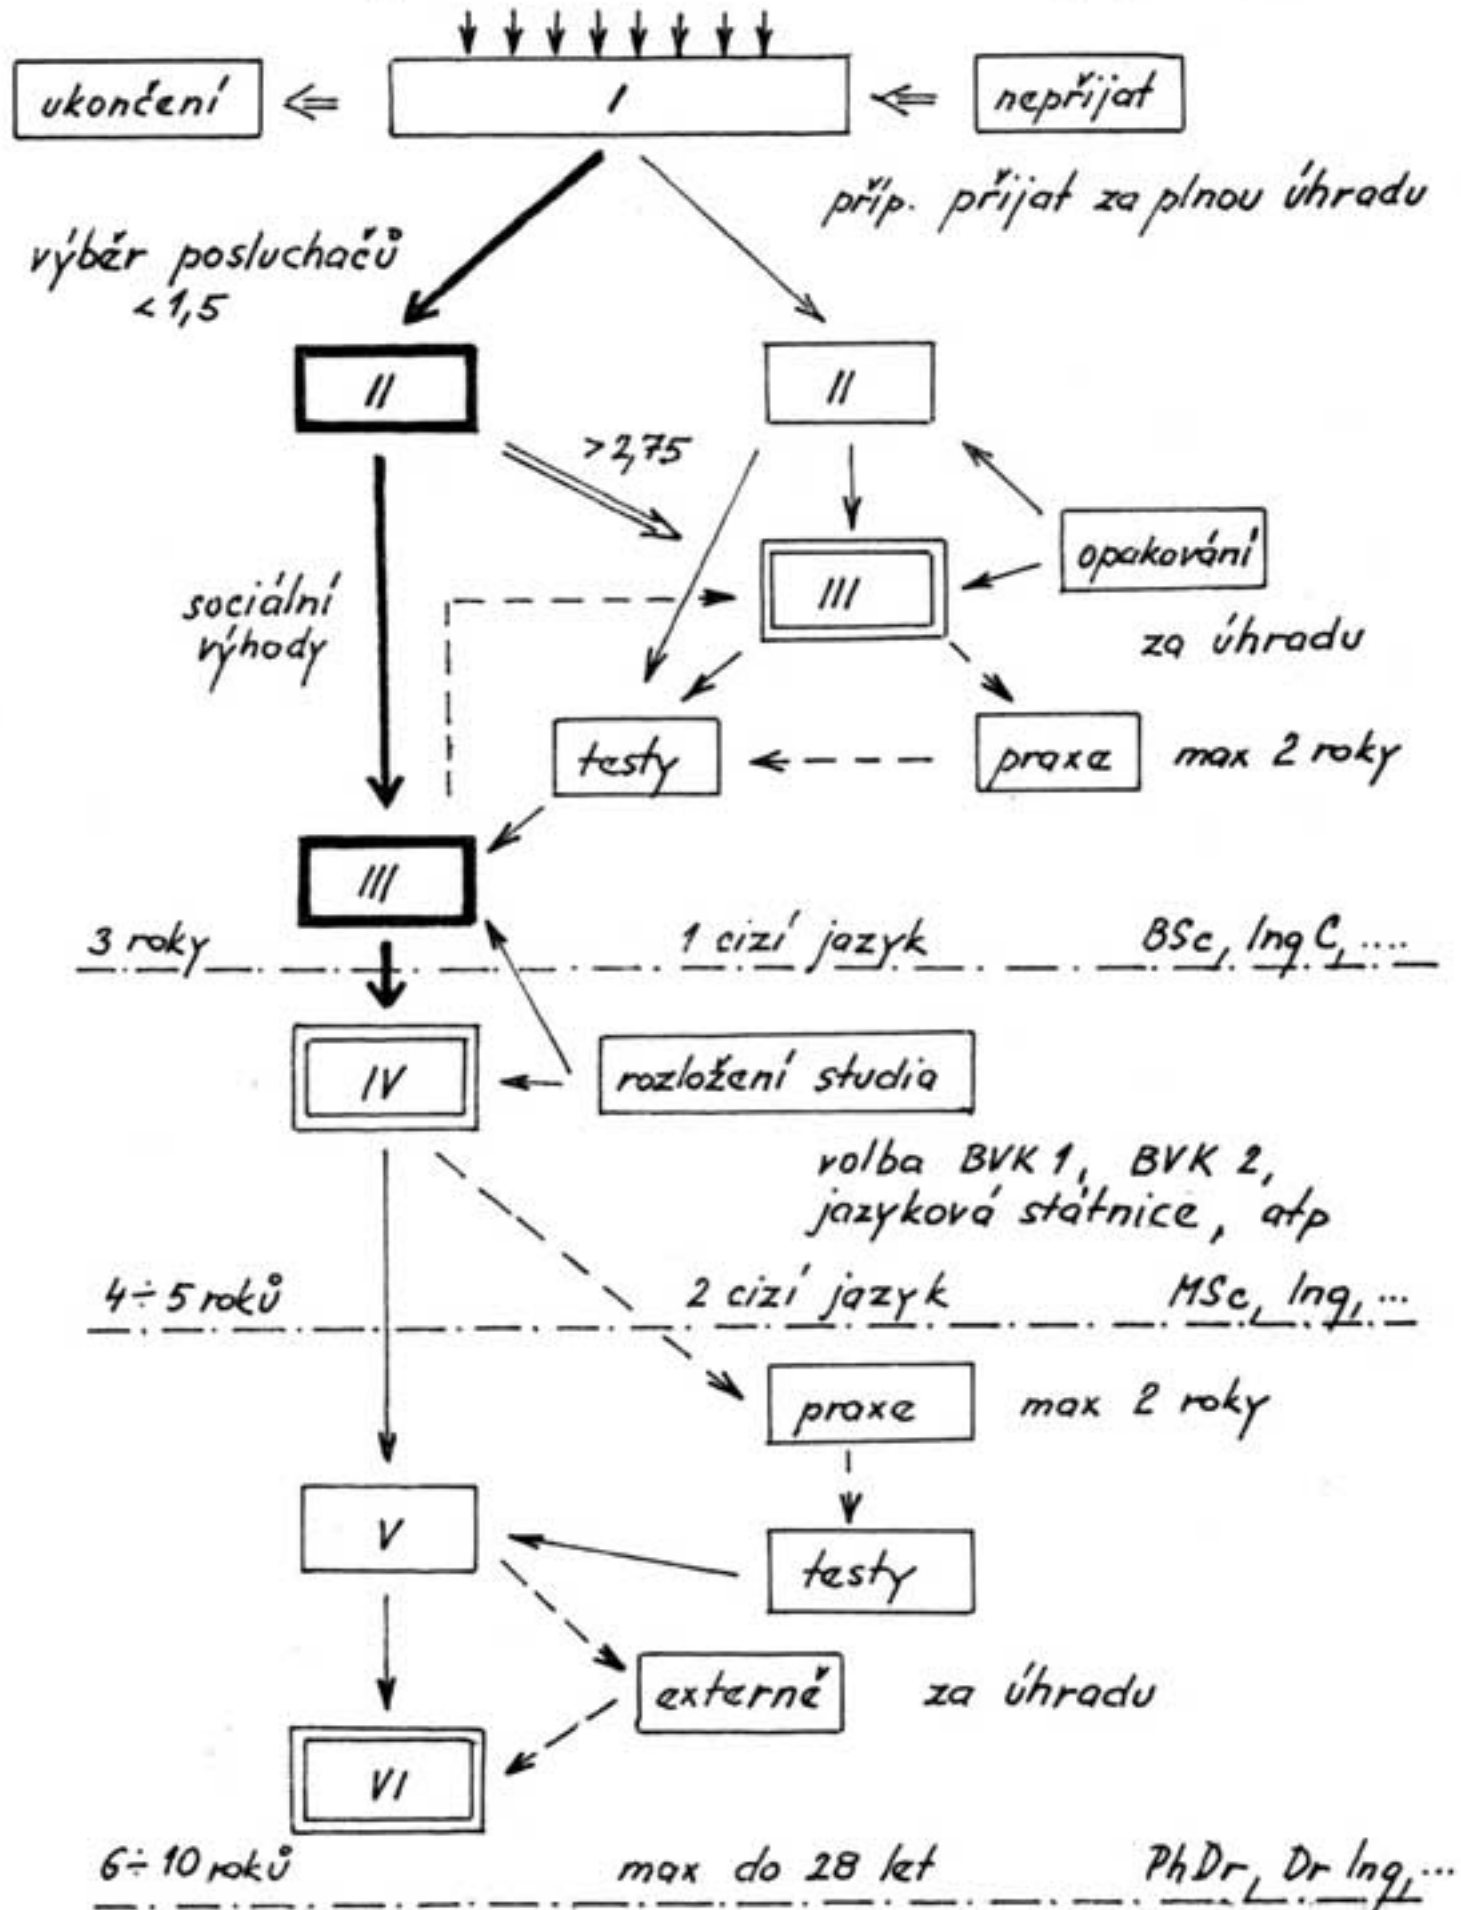 ukončení
I
nepřijat
příp. přijat za plnou úhradu
výběr posluchačů
< 1,5
II
II
> 2,75
opakování
za úhradu
III
sociální
výhody
testy
praxe
max 2 roky
III
3 roky
1 cizí jazyk
BSc, Ing C, ....
IV
rozložení studia
volba BVK 1, BVK 2,
jazyková státnice, atp
4÷5 roků
2 cizí jazyk
MSc, Ing, ...
praxe
max 2 roky
V
testy
externě
za úhradu
VI
6÷10 roků
max do 28 let
PhDr, Dr Ing, ...